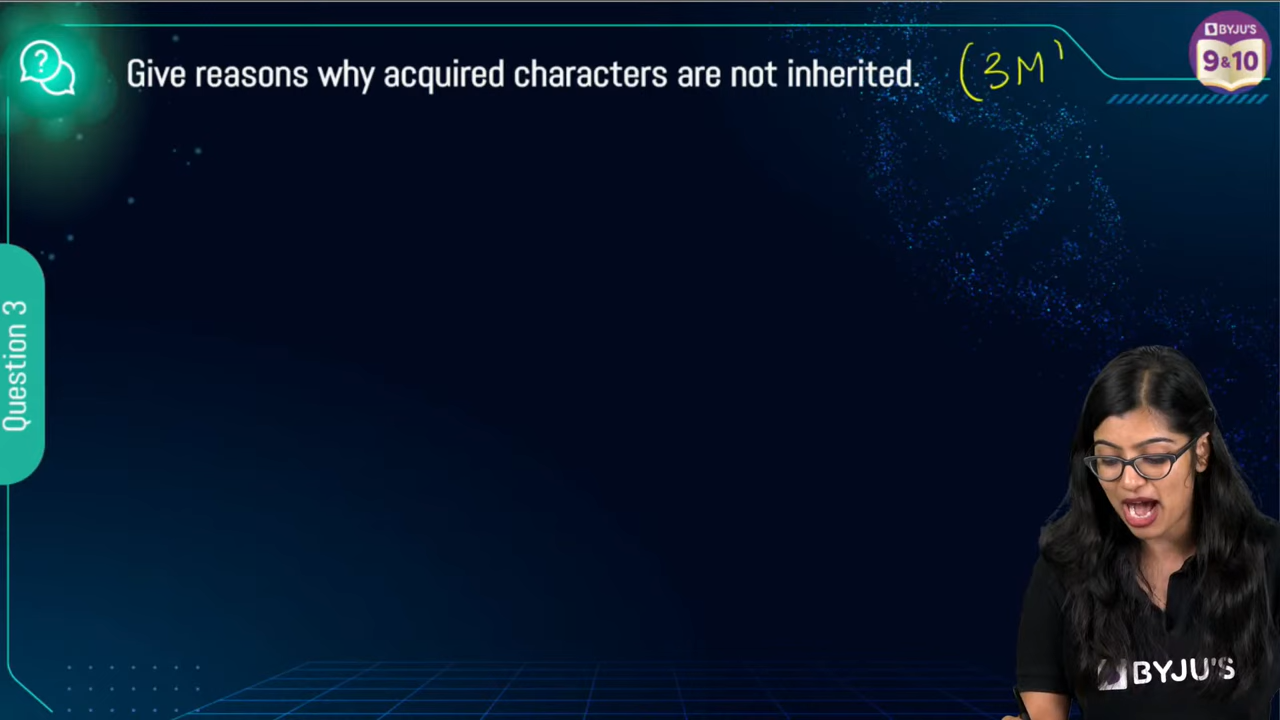 Give reasons why acquired characters are not inherited. (3M)
BYJU'S
9&10
Question 3
BYJU'S